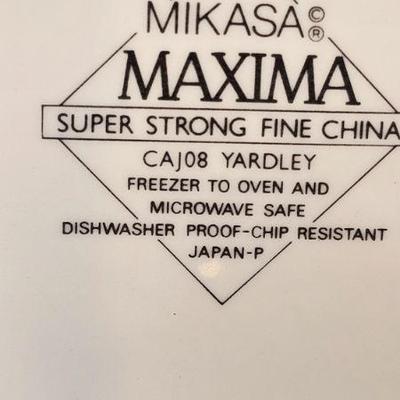 MIKASA©®
MAXIMA
SUPER STRONG FINE CHINA
CAJ08 YARDLEY
FREEZER TO OVEN AND
MICROWAVE SAFE
DISHWASHER PROOF-CHIP RESISTANT
JAPAN-P